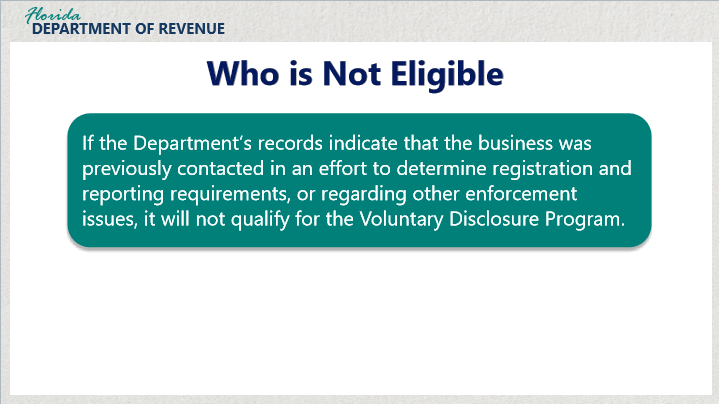 Florida
DEPARTMENT OF REVENUE
Who is Not Eligible
If the Department's records indicate that the business was
previously contacted in an effort to determine registration and
reporting requirements, or regarding other enforcement
issues, it will not qualify for the Voluntary Disclosure Program.